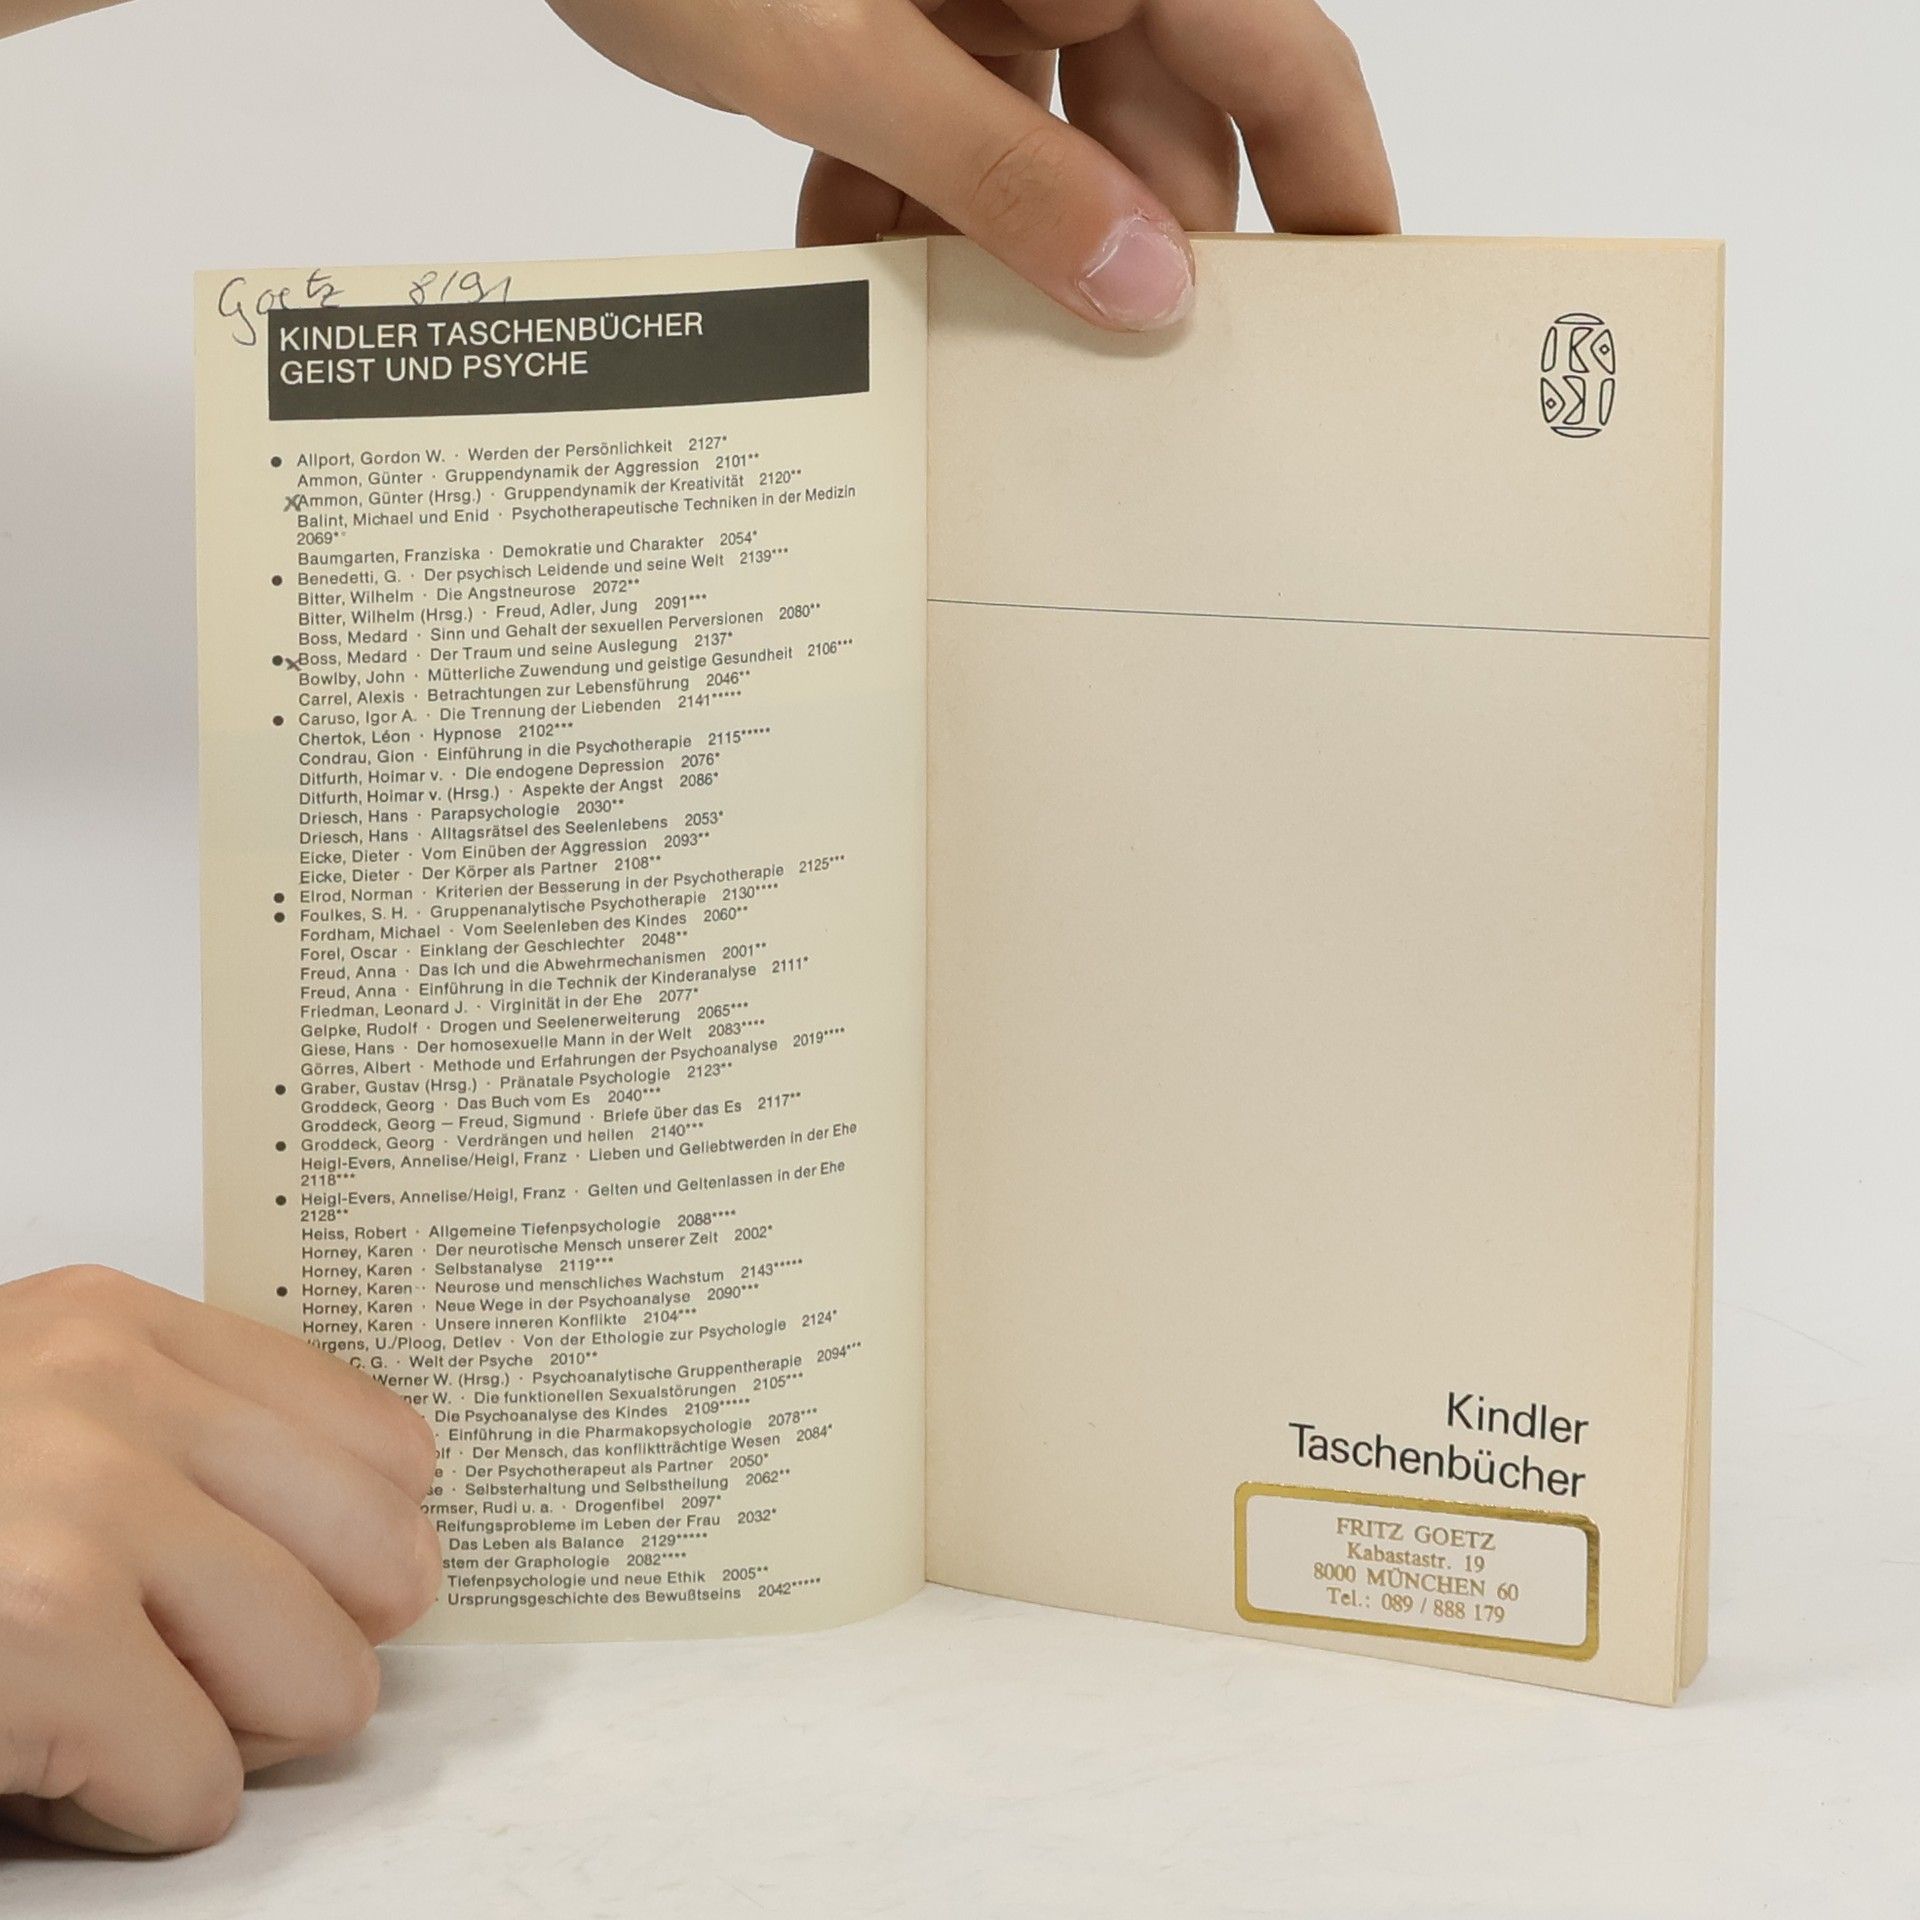 Goetz 8/91
KINDLER TASCHENBÜCHER
GEIST UND PSYCHE
● Allport, Gordon W. · Werden der Persönlichkeit 2127*
Ammon, Günter · Gruppendynamik der Aggression 2101**
xAmmon, Günter (Hrsg.) · Gruppendynamik der Kreativität 2120**
Balint, Michael und Enid · Psychotherapeutische Techniken in der Medizin
2069**
Baumgarten, Franziska · Demokratie und Charakter 2054*
● Benedetti, G. · Der psychisch Leidende und seine Welt 2139***
Bitter, Wilhelm · Die Angstneurose 2072**
Bitter, Wilhelm (Hrsg.) · Freud, Adler, Jung 2091***
Boss, Medard · Sinn und Gehalt der sexuellen Perversionen 2080**
● xBoss, Medard · Der Traum und seine Auslegung 2137*
Bowlby, John · Mütterliche Zuwendung und geistige Gesundheit 2106***
Carrel, Alexis · Betrachtungen zur Lebensführung 2046**
● Caruso, Igor A. · Die Trennung der Liebenden 2141*****
Chertok, Léon · Hypnose 2102***
Condrau, Gion · Einführung in die Psychotherapie 2115*****
Ditfurth, Hoimar v. · Die endogene Depression 2076*
Ditfurth, Hoimar v. (Hrsg.) · Aspekte der Angst 2086*
Driesch, Hans · Parapsychologie 2030**
Driesch, Hans · Alltagsrätsel des Seelenlebens 2053*
Eicke, Dieter · Vom Einüben der Aggression 2093**
Eicke, Dieter · Der Körper als Partner 2108**
● Elrod, Norman · Kriterien der Besserung in der Psychotherapie 2125***
● Foulkes, S. H. · Gruppenanalytische Psychotherapie 2130****
Fordham, Michael · Vom Seelenleben des Kindes 2060**
Forel, Oscar · Einklang der Geschlechter 2048**
Freud, Anna · Das Ich und die Abwehrmechanismen 2001**
Freud, Anna · Einführung in die Technik der Kinderanalyse 2111*
Friedman, Leonard J. · Virginität in der Ehe 2077*
Gelpke, Rudolf · Drogen und Seelenerweiterung 2065***
Giese, Hans · Der homosexuelle Mann in der Welt 2083****
Görres, Albert · Methode und Erfahrungen der Psychoanalyse 2019****
● Graber, Gustav (Hrsg.) · Pränatale Psychologie 2123**
Groddeck, Georg · Das Buch vom Es 2040***
Groddeck, Georg – Freud, Sigmund · Briefe über das Es 2117**
● Groddeck, Georg · Verdrängen und heilen 2140***
Heigl-Evers, Annelise/Heigl, Franz · Lieben und Geliebtwerden in der Ehe
2118***
● Heigl-Evers, Annelise/Heigl, Franz · Gelten und Geltenlassen in der Ehe
2128**
Heiss, Robert · Allgemeine Tiefenpsychologie 2088****
Horney, Karen · Der neurotische Mensch unserer Zeit 2002*
Horney, Karen · Selbstanalyse 2119***
● Horney, Karen · Neurose und menschliches Wachstum 2143*****
Horney, Karen · Neue Wege in der Psychoanalyse 2090***
Horney, Karen · Unsere inneren Konflikte 2104***
ürgens, U./Ploog, Detlev · Von der Ethologie zur Psychologie 2124*
C. G. · Welt der Psyche 2010**
Werner W. (Hrsg.) · Psychoanalytische Gruppentherapie 2094***
ner W. · Die funktionellen Sexualstörungen 2105***
· Die Psychoanalyse des Kindes 2109*****
· Einführung in die Pharmakopsychologie 2078***
olf · Der Mensch, das konfliktträchtige Wesen 2084*
e · Der Psychotherapeut als Partner 2050*
se · Selbsterhaltung und Selbstheilung 2062**
ormser, Rudi u. a. · Drogenfibel 2097*
Reifungsprobleme im Leben der Frau 2032*
Das Leben als Balance 2129*****
stem der Graphologie 2082****
Tiefenpsychologie und neue Ethik 2005**
· Ursprungsgeschichte des Bewußtseins 2042*****
Kindler
Taschenbücher
FRITZ GOETZ
Kabastastr. 19
8000 MÜNCHEN 60
Tel.: 089 / 888 179